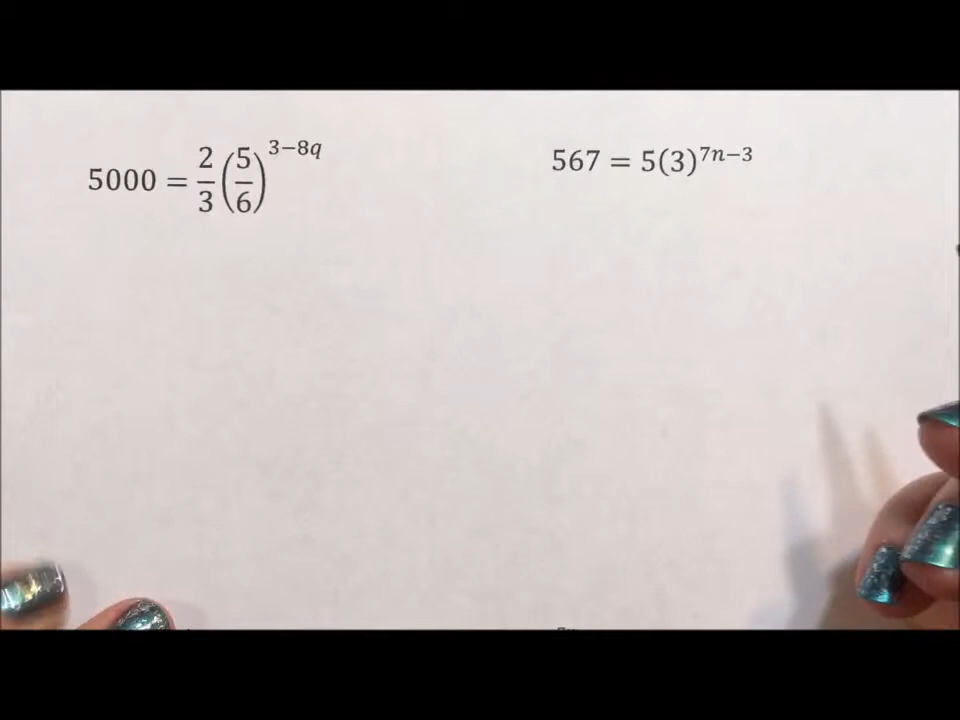 5000 = 2/3 (5/6)^{3−8q}
567 = 5(3)^{7n−3}